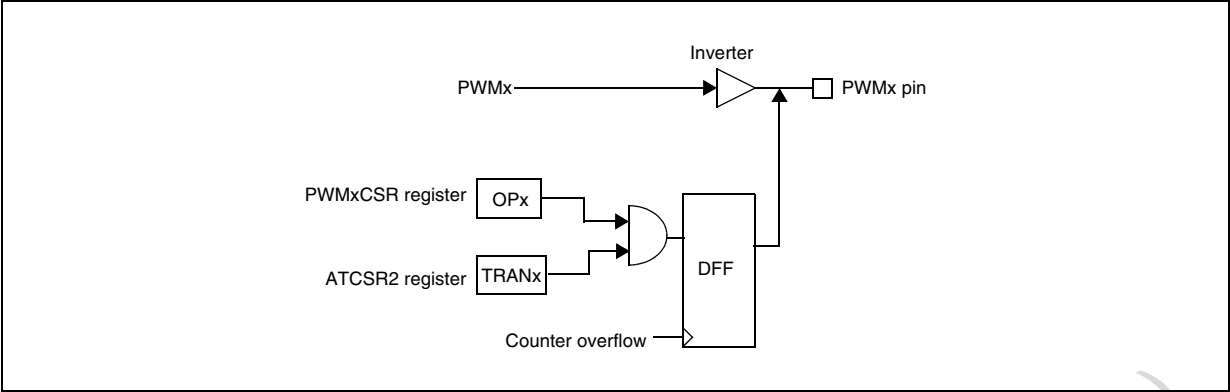 Inverter
PWMx
PWMx pin
PWMxCSR register
OPx
ATCSR2 register
TRANx
DFF
Counter overflow